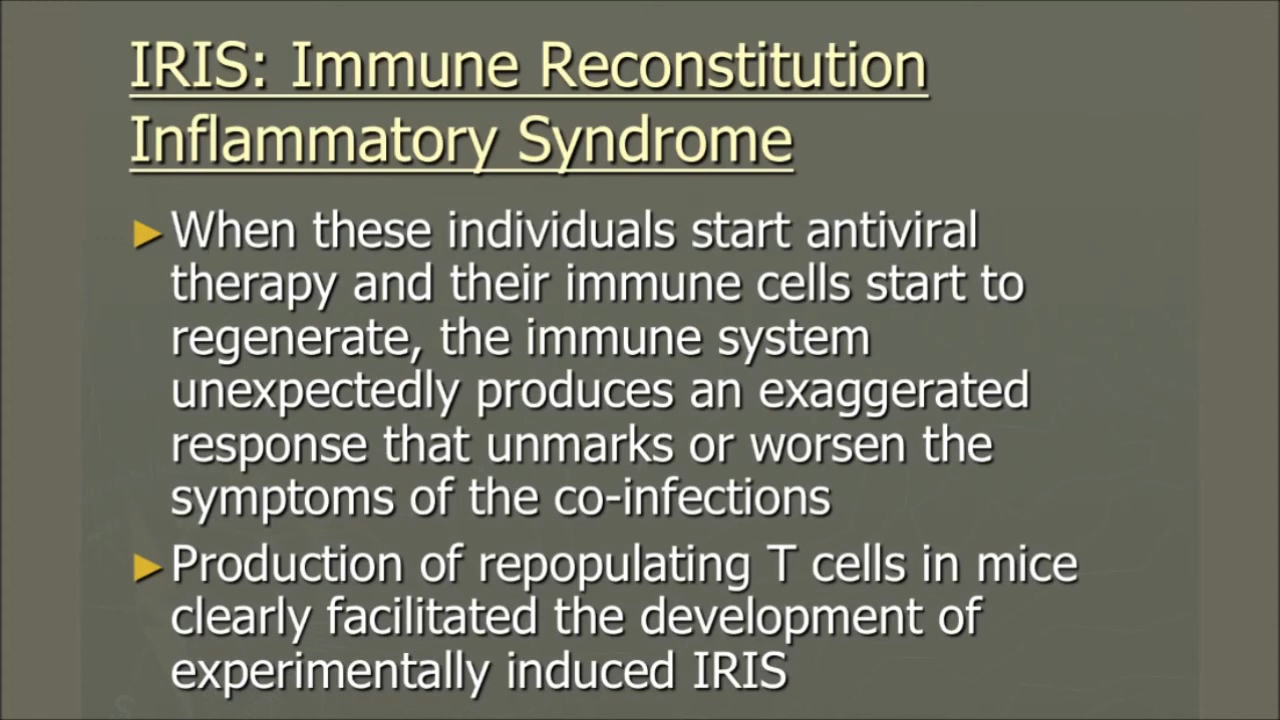 IRIS: Immune Reconstitution
Inflammatory Syndrome
►When these individuals start antiviral
therapy and their immune cells start to
regenerate, the immune system
unexpectedly produces an exaggerated
response that unmarks or worsen the
symptoms of the co-infections
►Production of repopulating T cells in mice
clearly facilitated the development of
experimentally induced IRIS